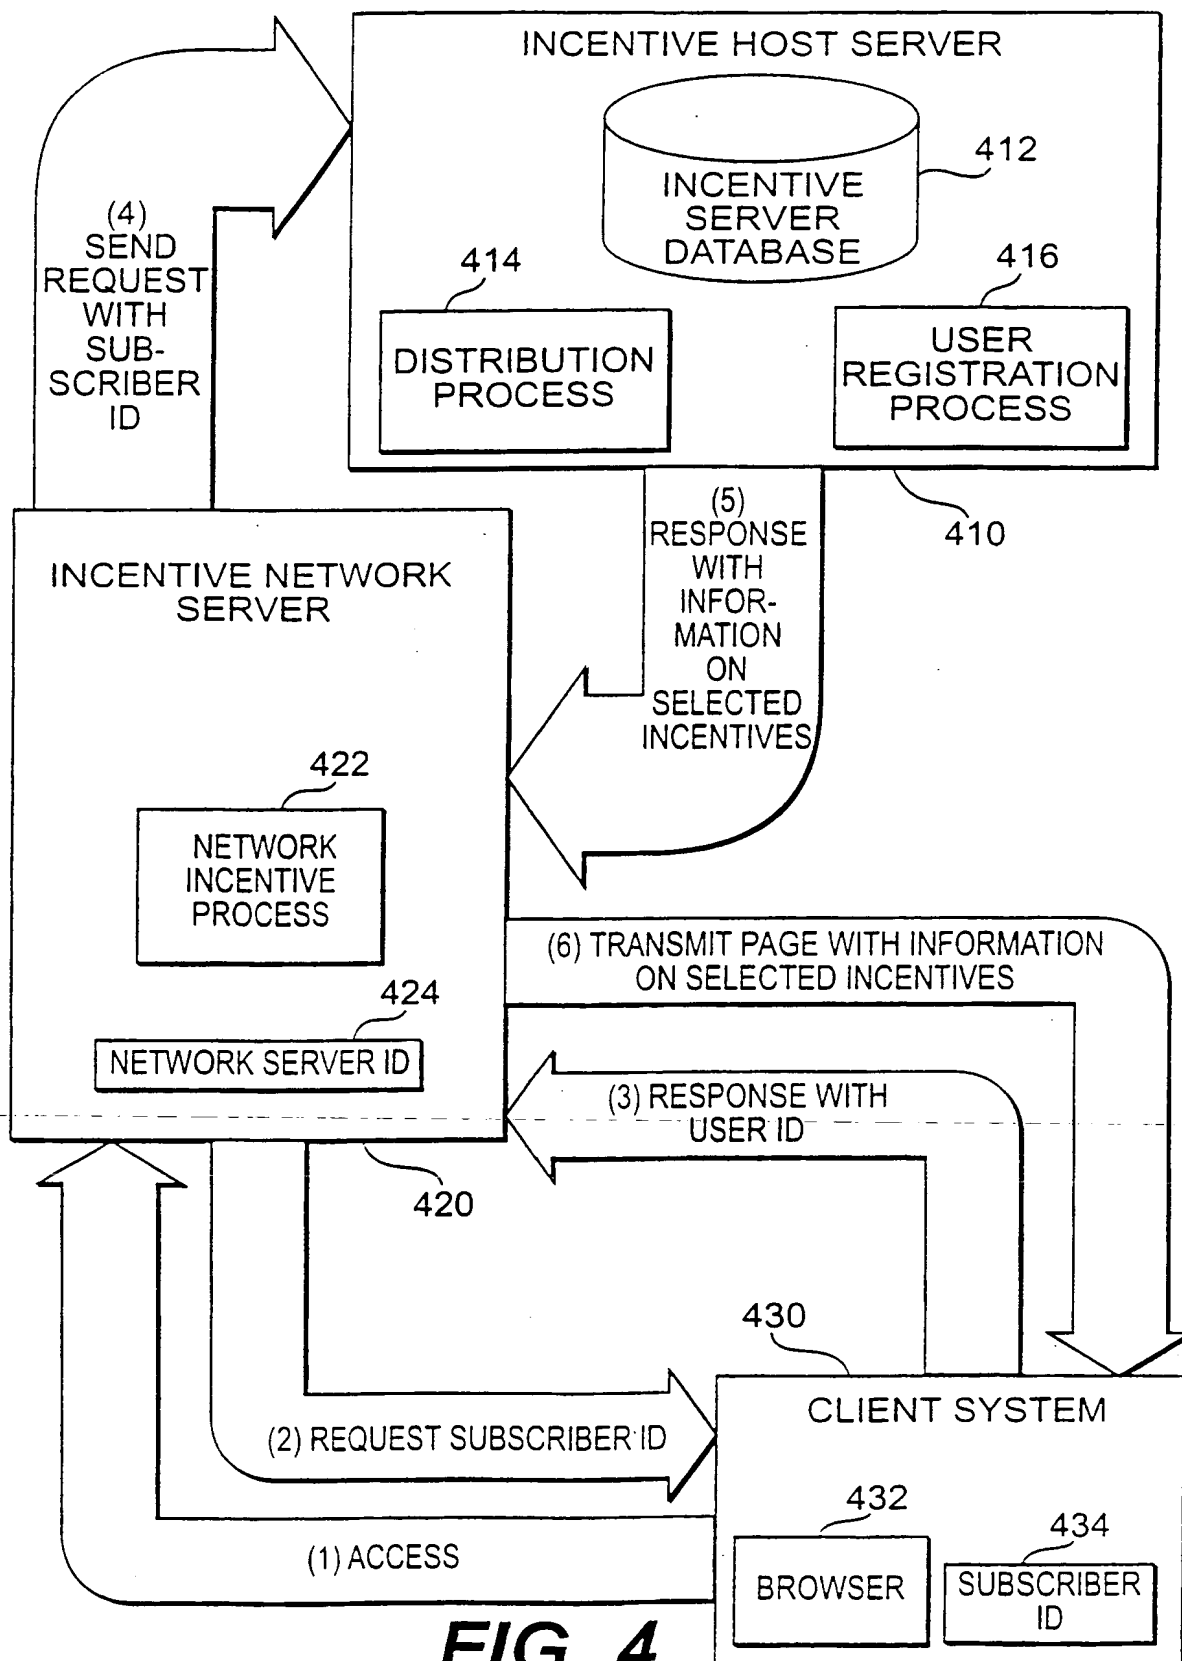 INCENTIVE HOST SERVER
412
INCENTIVE
SERVER
DATABASE
414
416
DISTRIBUTION
PROCESS
USER
REGISTRATION
PROCESS
(4)
SEND
REQUEST
WITH
SUB-
SCRIBER
ID
410
(5)
RESPONSE
WITH
INFOR-
MATION
ON
SELECTED
INCENTIVES
INCENTIVE NETWORK
SERVER
422
NETWORK
INCENTIVE
PROCESS
424
NETWORK SERVER ID
(6) TRANSMIT PAGE WITH INFORMATION
ON SELECTED INCENTIVES
(3) RESPONSE WITH
USER ID
420
430
CLIENT SYSTEM
(2) REQUEST SUBSCRIBER ID
432
434
(1) ACCESS
BROWSER
SUBSCRIBER
ID
FIG. 4